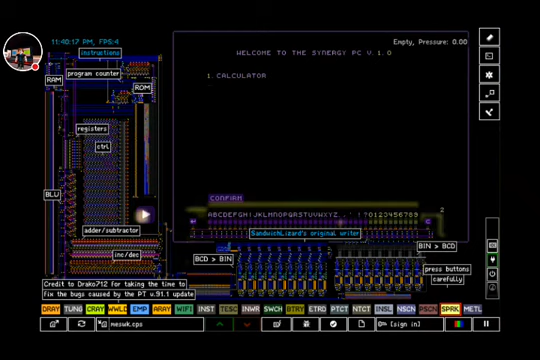 11:40:17 PM, FPS:4
Empty, Pressure: 0.00
instructions
WELCOME TO THE SYNERGY PC V.1.0
program counter
1. CALCULATOR
RAM
ROM
registers
ctrl
BLU
CONFIRM
adder/subtractor
SandwichLizard's original writer
inc/dec
BCD > BIN
BIN > BCD
press buttons
carefully
Credit to Drako712 for taking the time to
fix the bugs caused by the PT v.91.1 update
DRAY TUNG CRAY WWLD EMP ARAY WIFI INST TESC INWR SWCH BTRY ETRD PTCT NTCT INSL NSCN PSCN SPRK METL
meswk.cps
[sign in]